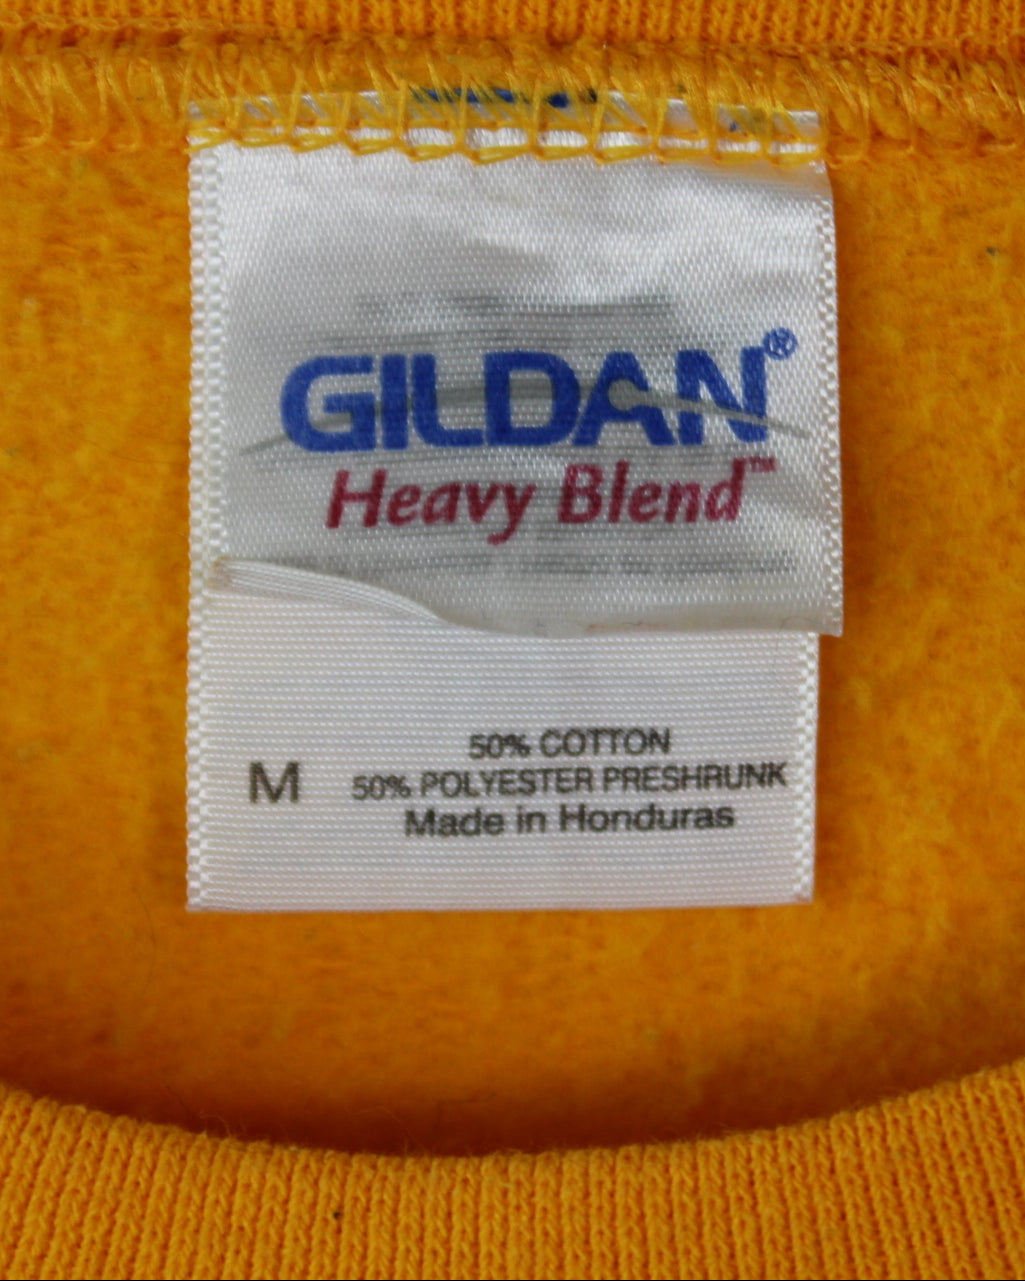 GILDAN®
Heavy Blend™
50% COTTON
M 50% POLYESTER PRESHRUNK
Made in Honduras